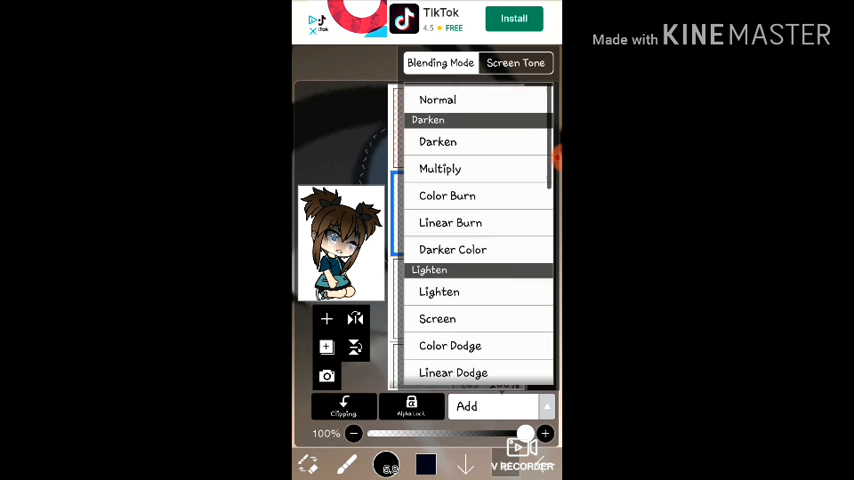 TikTok
4.5 ★ FREE
Install
Made with KINEMASTER
Blending Mode
Screen Tone
Normal
Darken
Darken
Multiply
Color Burn
Linear Burn
Darker Color
Lighten
Lighten
Screen
Color Dodge
Linear Dodge
Clipping
Alpha Lock
Add
100%
V RECORDER